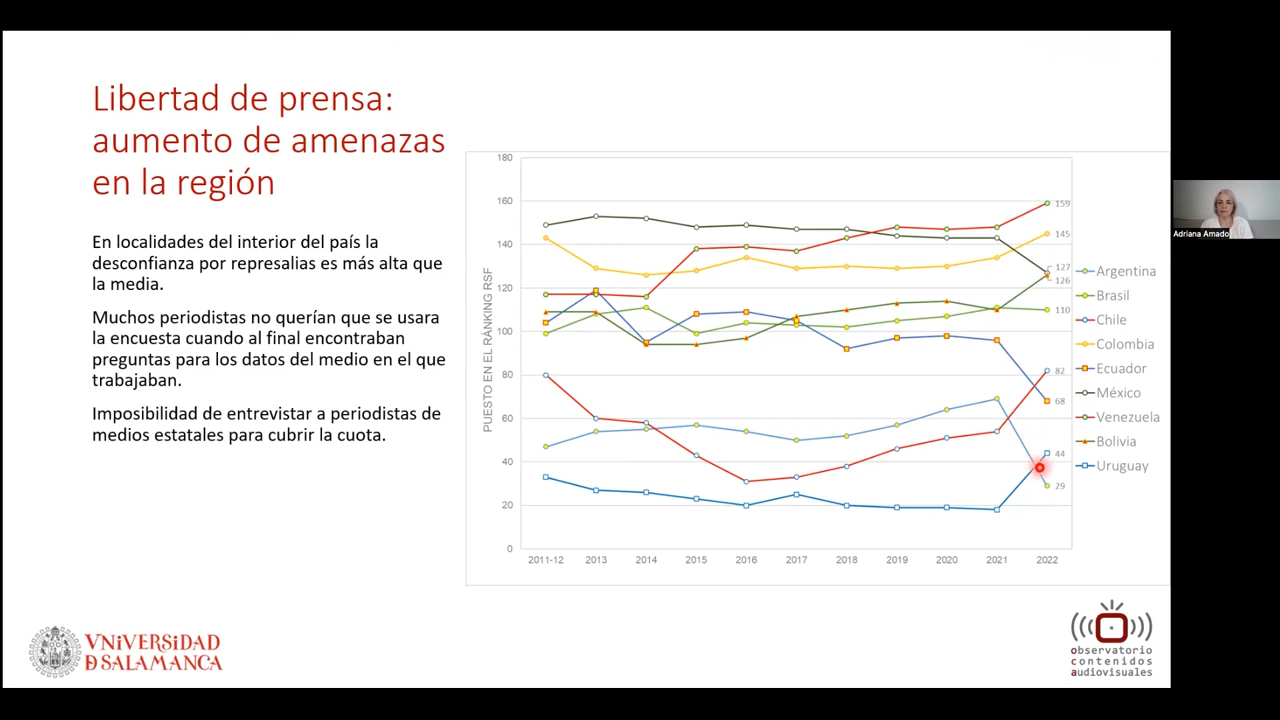 Libertad de prensa:
aumento de amenazas
en la región
En localidades del interior del país la
desconfianza por represalias es más alta que
la media.
Muchos periodistas no querían que se usara
la encuesta cuando al final encontraban
preguntas para los datos del medio en el que
trabajaban.
Imposibilidad de entrevistar a periodistas de
medios estatales para cubrir la cuota.
PUESTO EN EL RÁNKING RSF
180
160
140
120
100
80
60
40
20
0
2011-12 2013 2014 2015 2016 2017 2018 2019 2020 2021 2022
159
145
127
126
110
82
68
44
29
Argentina
Brasil
Chile
Colombia
Ecuador
México
Venezuela
Bolivia
Uruguay
Adriana Amado
VNiVERSiDAD
D SALAMANCA
observatorio
contenidos
audiovisuales